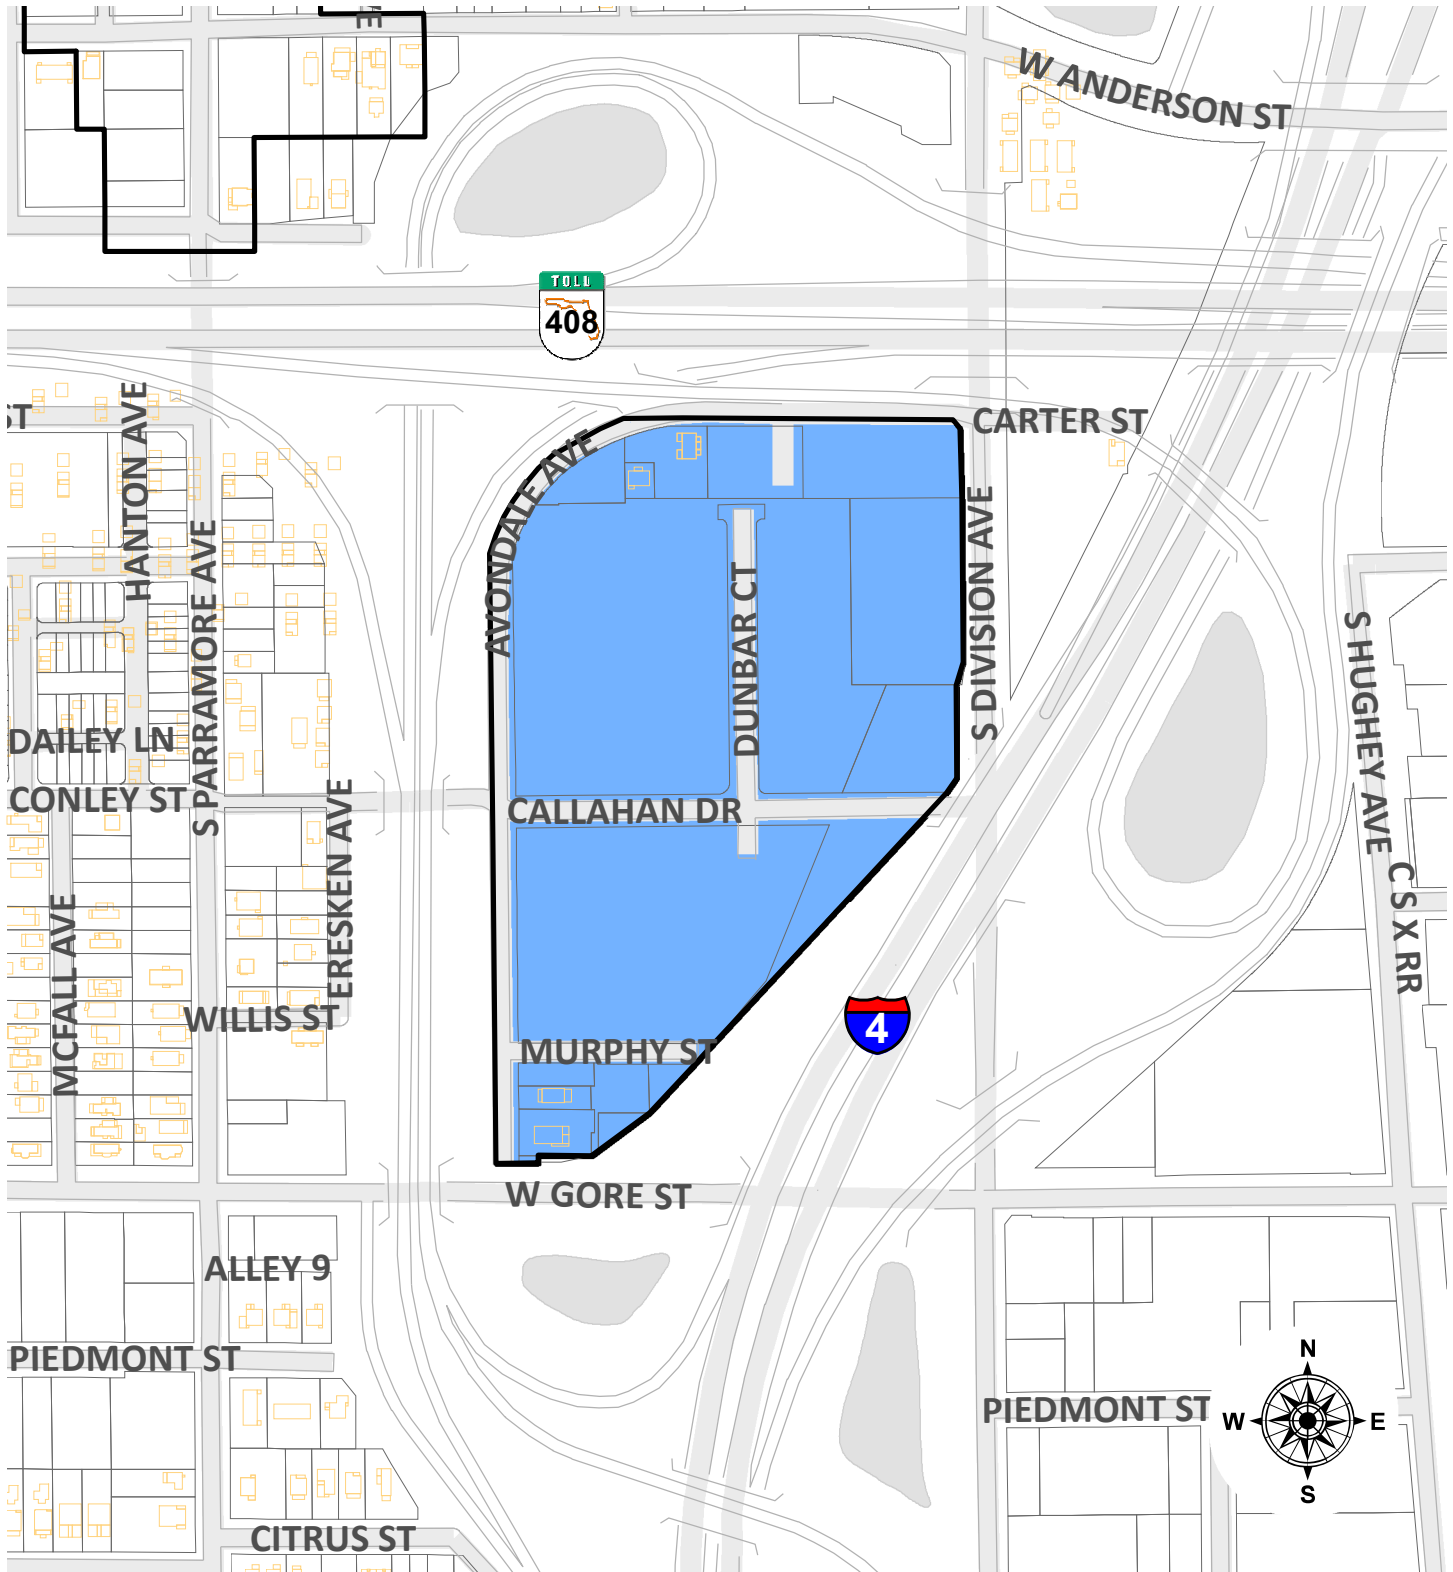 VE
W ANDERSON ST
TOLL
408
ST
HANTON AVE
CARTER ST
AVONDALE AVE
S DIVISION AVE
S PARRAMORE AVE
DUNBAR CT
S HUGHEY AVE
DAILEY LN
CONLEY ST
CALLAHAN DR
ERESKEN AVE
MCFALL AVE
C S X RR
WILLIS ST
4
MURPHY ST
W GORE ST
ALLEY 9
PIEDMONT ST
PIEDMONT ST
N
W
E
S
CITRUS ST